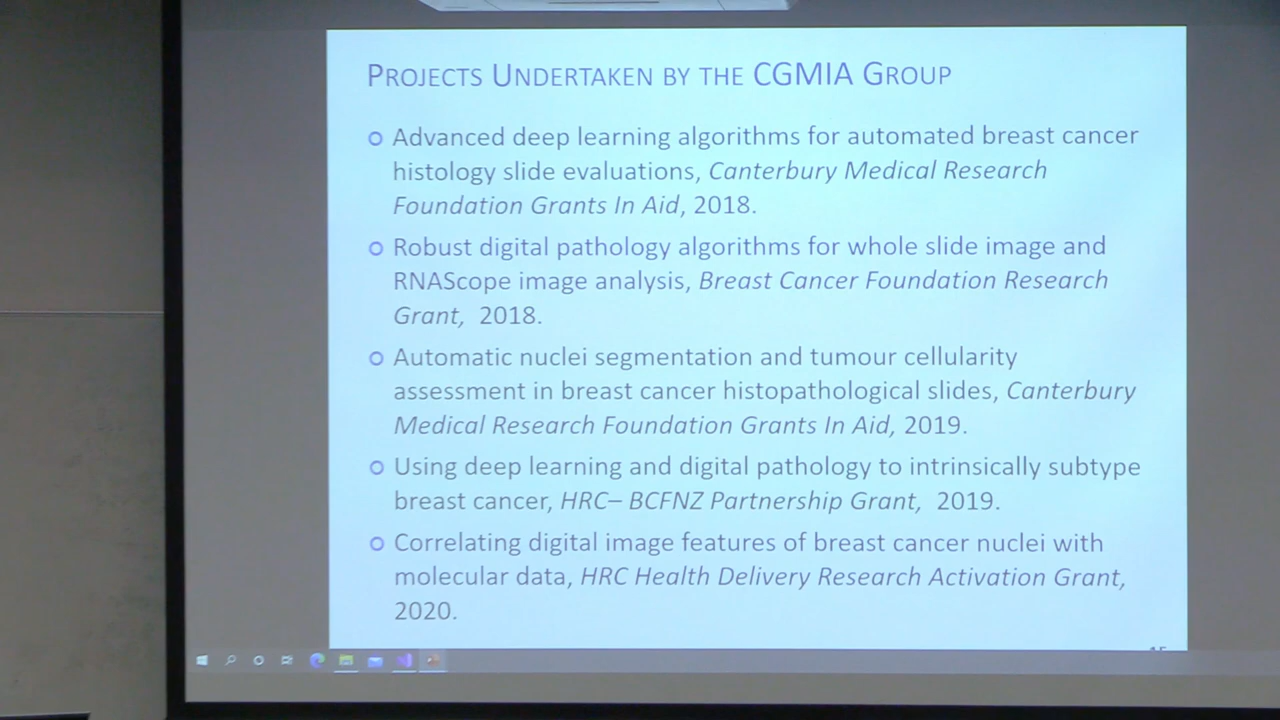 PROJECTS UNDERTAKEN BY THE CGMIA GROUP
Advanced deep learning algorithms for automated breast cancer
histology slide evaluations, Canterbury Medical Research
Foundation Grants In Aid, 2018.
Robust digital pathology algorithms for whole slide image and
RNAScope image analysis, Breast Cancer Foundation Research
Grant, 2018.
Automatic nuclei segmentation and tumour cellularity
assessment in breast cancer histopathological slides, Canterbury
Medical Research Foundation Grants In Aid, 2019.
Using deep learning and digital pathology to intrinsically subtype
breast cancer, HRC– BCFNZ Partnership Grant, 2019.
Correlating digital image features of breast cancer nuclei with
molecular data, HRC Health Delivery Research Activation Grant,
2020.